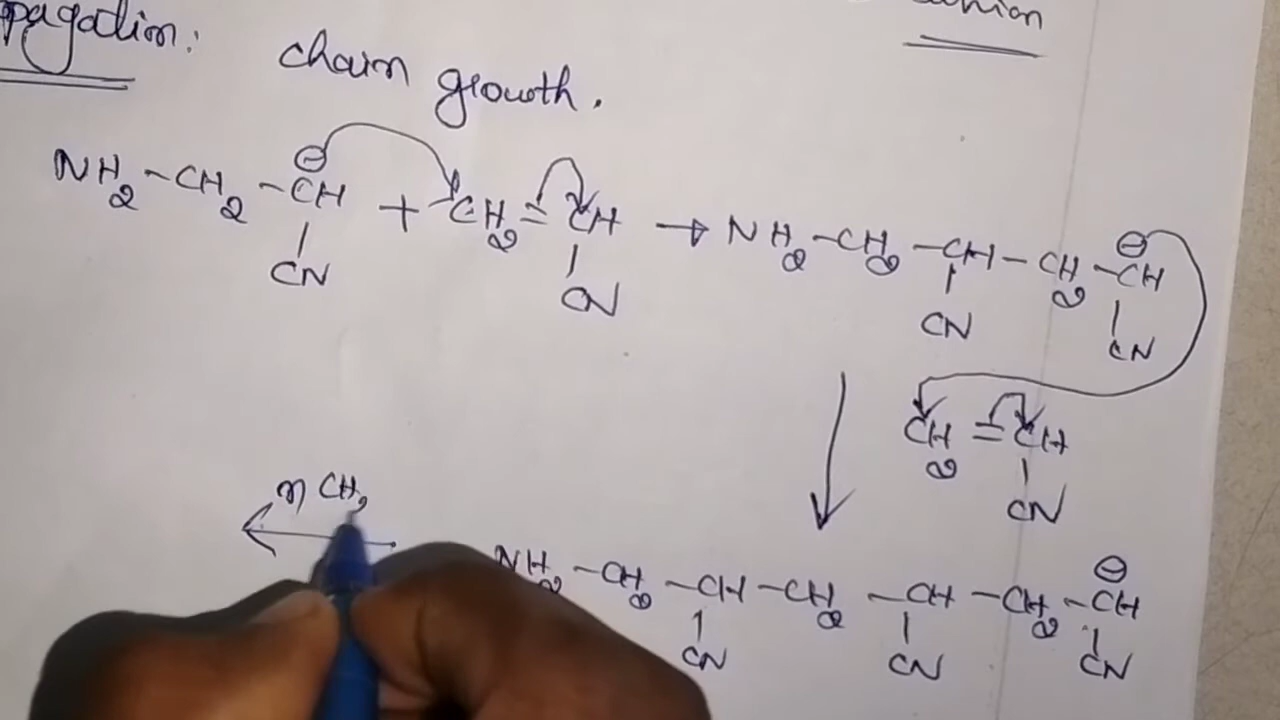 pagation: chain growth.
NH2-CH2-CH⊖ + CH2=CH → NH2-CH2-CH-CH2-CH⊖
CN CN CN CN
CH2=CH
CN
n CH2
NH2-CH2-CH-CH2-CH-CH2-CH⊖
CN CN CN